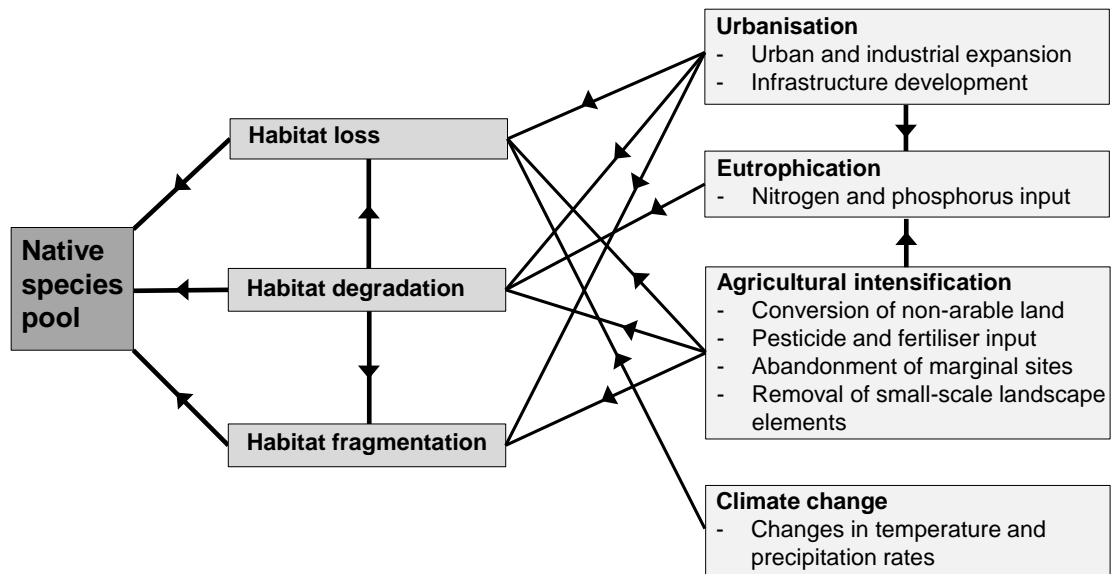 Native
species
pool
Habitat loss
Habitat degradation
Habitat fragmentation
Urbanisation
- Urban and industrial expansion
- Infrastructure development
Eutrophication
- Nitrogen and phosphorus input
Agricultural intensification
- Conversion of non-arable land
- Pesticide and fertiliser input
- Abandonment of marginal sites
- Removal of small-scale landscape
elements
Climate change
- Changes in temperature and
precipitation rates